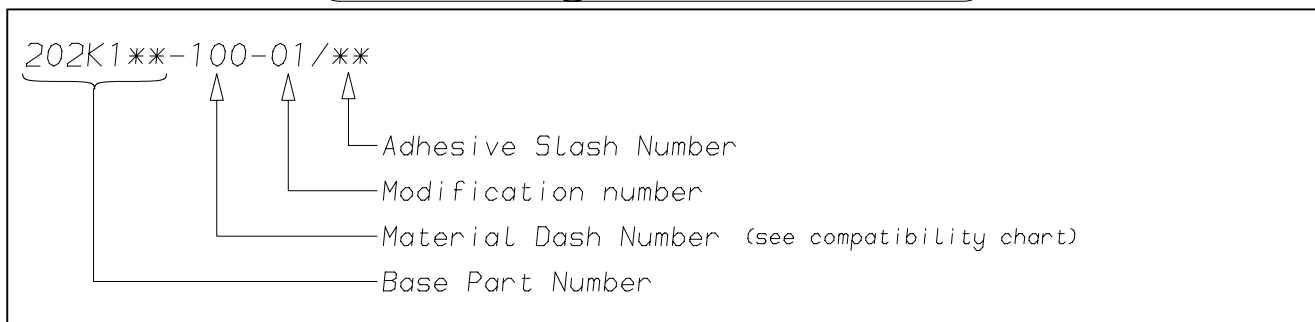 202K1**-100-01/**
Adhesive Slash Number
Modification number
Material Dash Number (see compatibility chart)
Base Part Number